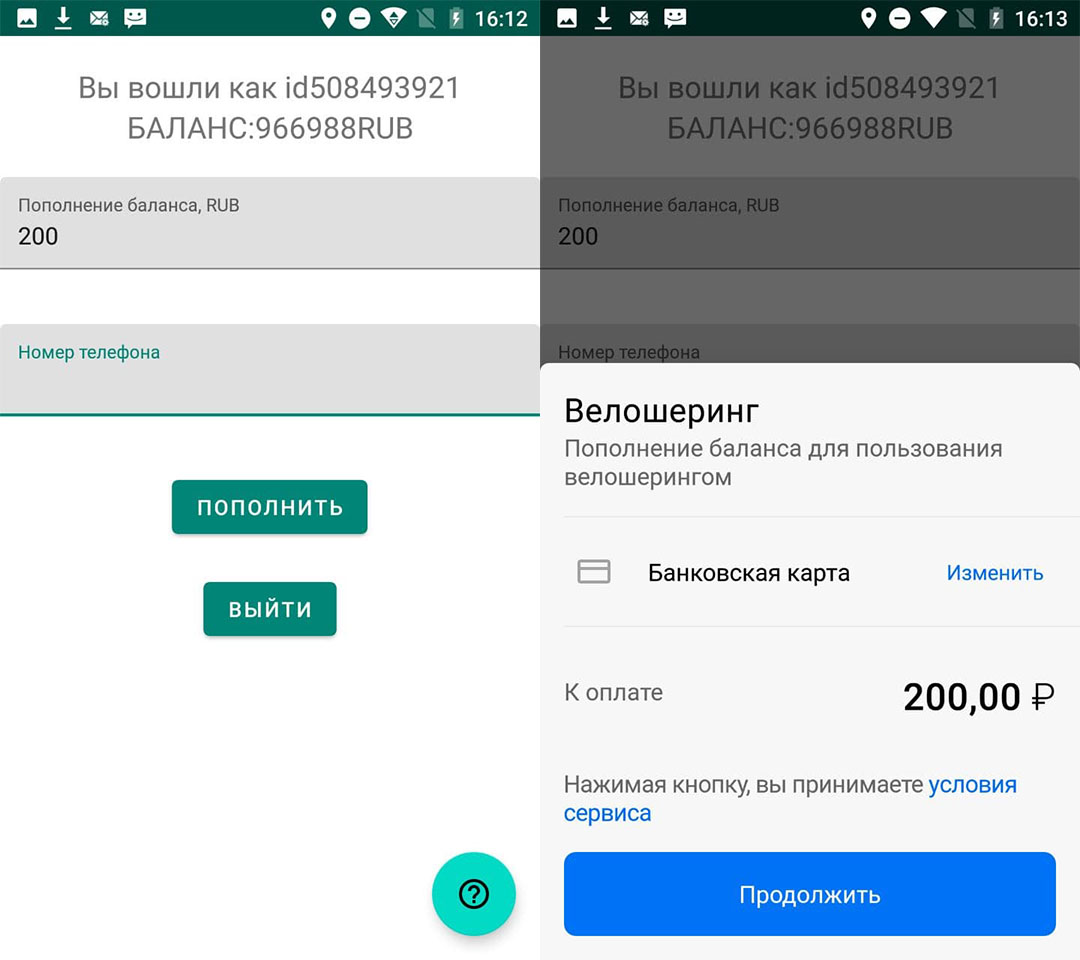 16:12
Вы вошли как id508493921
БАЛАНС:966988RUB
Пополнение баланса, RUB
200
Номер телефона
ПОПОЛНИТЬ
ВЫЙТИ
16:13
Вы вошли как id508493921
БАЛАНС:966988RUB
Пополнение баланса, RUB
200
Номер телефона
Велошеринг
Пополнение баланса для пользования
велошерингом
Банковская карта
Изменить
К оплате
200,00 ₽
Нажимая кнопку, вы принимаете условия
сервиса
Продолжить